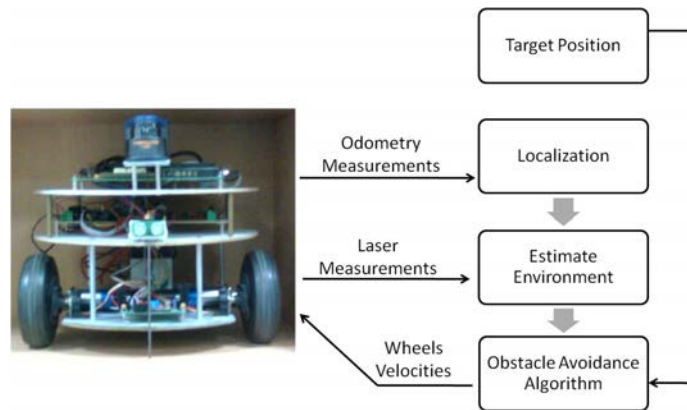 Target Position
Odometry
Measurements
Localization
Laser
Measurements
Estimate
Environment
Wheels
Velocities
Obstacle Avoidance
Algorithm